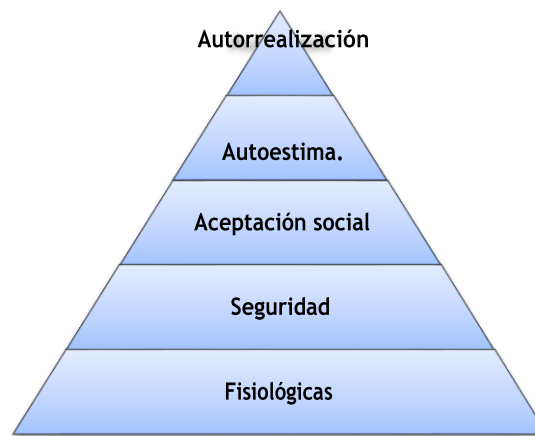 Autorrealización
Autoestima.
Aceptación social
Seguridad
Fisiológicas